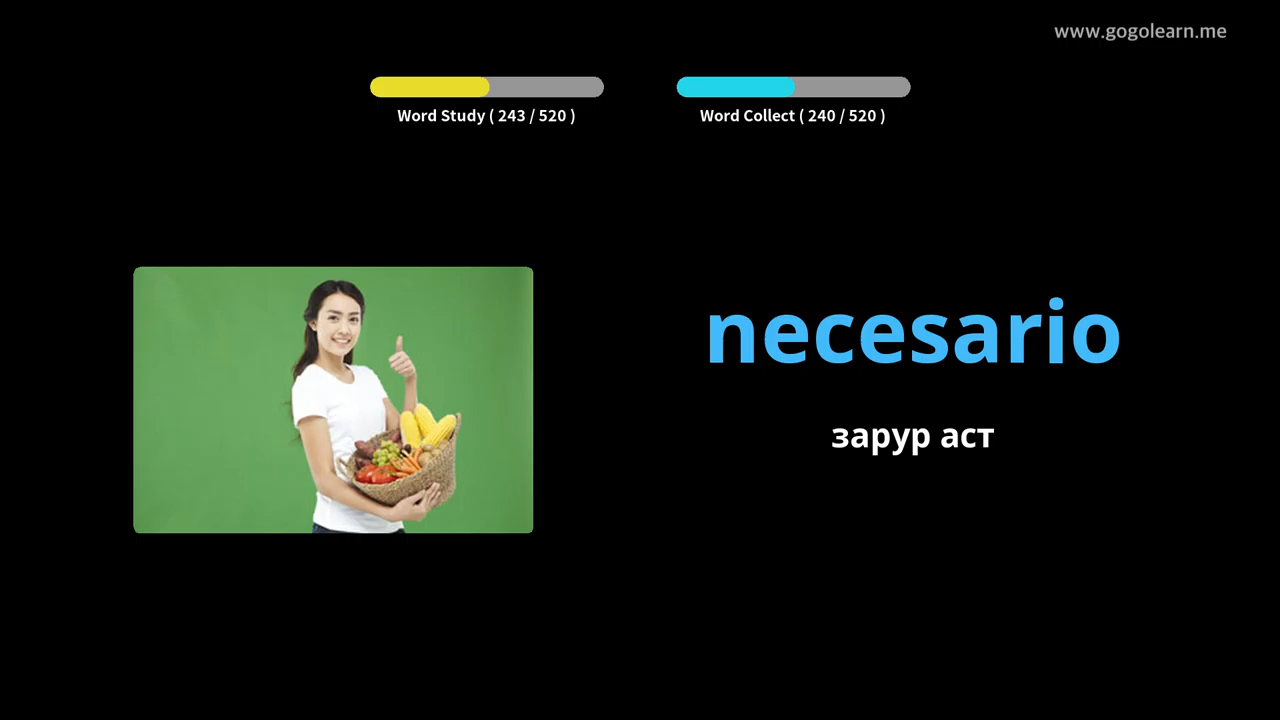 www.gogolearn.me
Word Study ( 243 / 520 )
Word Collect ( 240 / 520 )
necesario
зарур аст